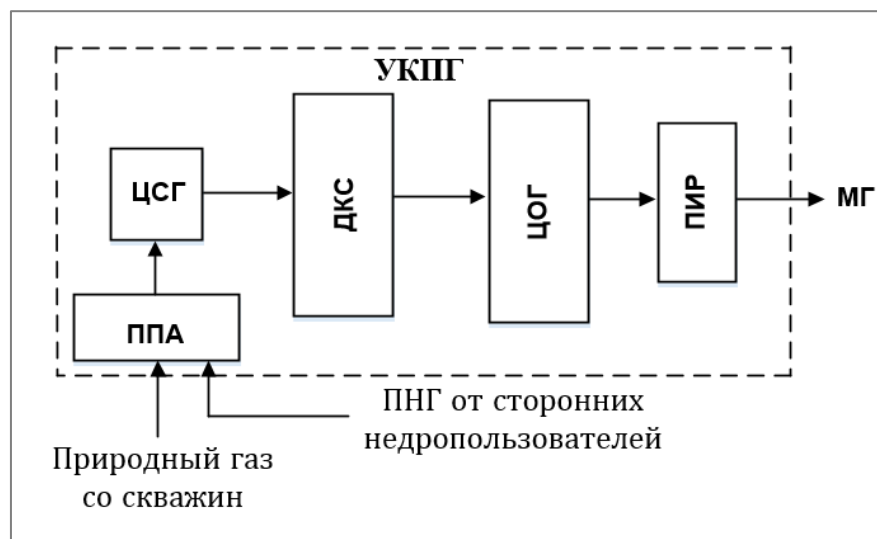 УКПГ
ЦСГ
ДКС
ЦОГ
ПИР
МГ
ППА
ПНГ от сторонних
недропользователей
Природный газ
со скважин